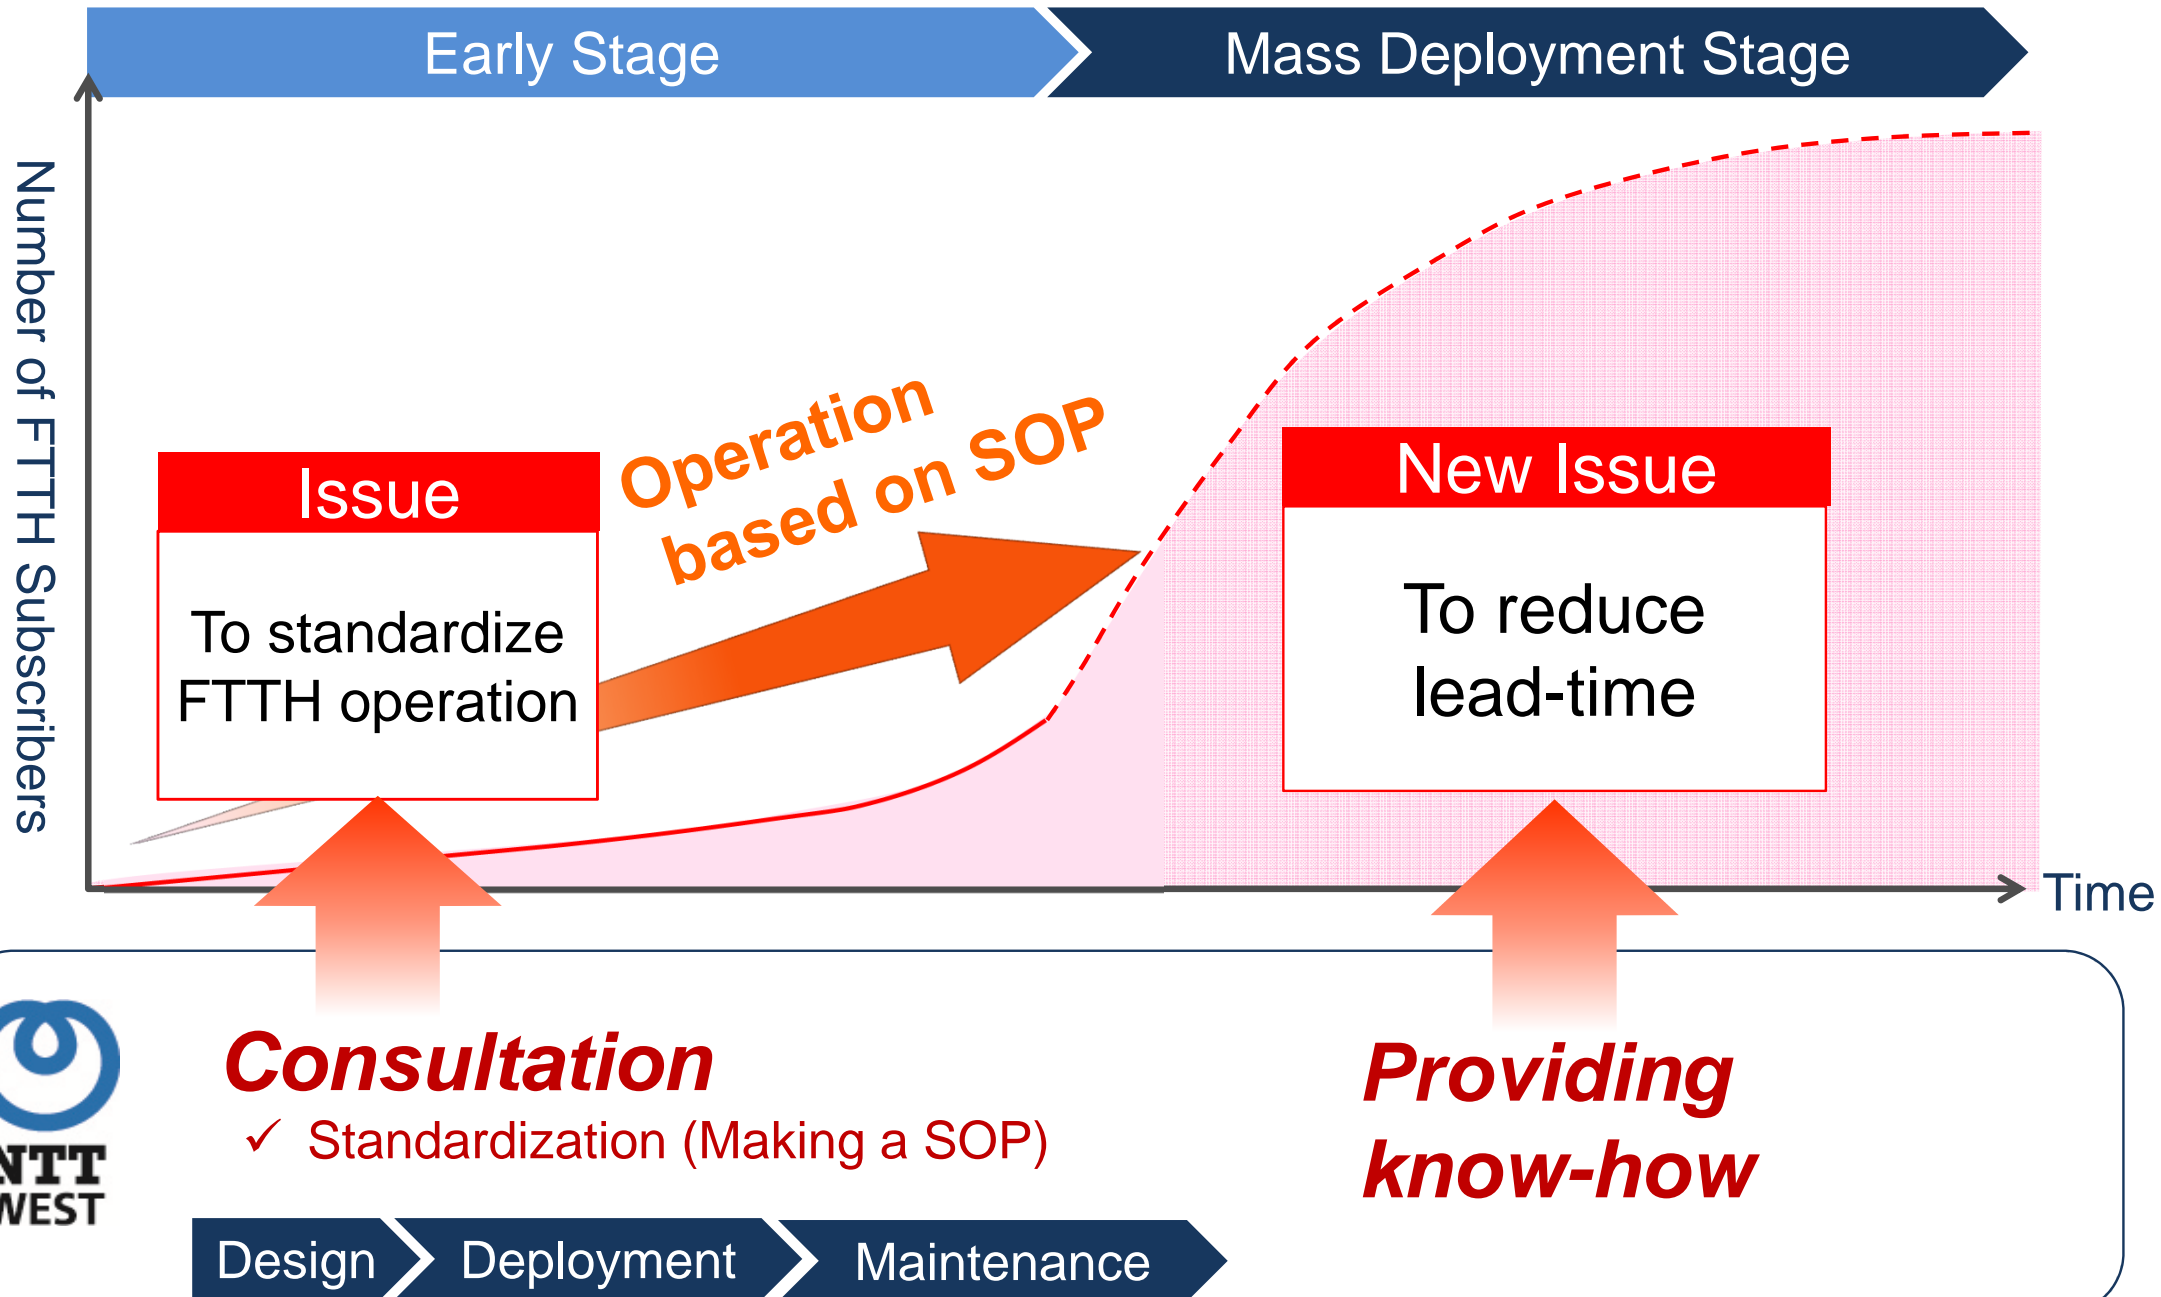 Early Stage
Mass Deployment Stage
Number of FTTH Subscribers
Operation
based on SOP
Issue
To standardize
FTTH operation
New Issue
To reduce
lead-time
Time
Consultation
✓ Standardization (Making a SOP)
Providing
know-how
NTT
WEST
Design
Deployment
Maintenance